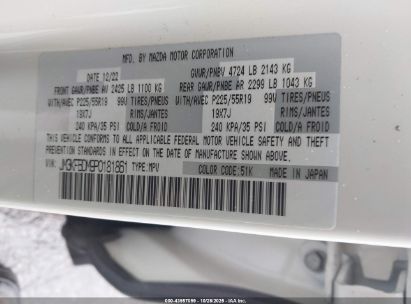 MFD. BY MAZDA MOTOR CORPORATION
DATE 12/22 GVWR/PNBV 4724 LB 2143 KG
FRONT GAWR/PNBE AV 2425 LB 1100 KG REAR GAWR/PNBE AR 2299 LB 1043 KG
WITH/AVEC P225/55R19 99V TIRES/PNEUS WITH/AVEC P225/55R19 99V TIRES/PNEUS
19X7J RIMS/JANTES 19X7J RIMS/JANTES
240 KPA/35 PSI COLD/A FROID 240 KPA/35 PSI COLD/A FROID
THIS VEHICLE CONFORMS TO ALL APPLICABLE FEDERAL MOTOR VEHICLE SAFETY, BUMPER, AND THEFT PREVENTION STANDARDS IN EFFECT
ON THE DATE OF MANUFACTURE SHOWN ABOVE.
VIN: TYPE:MPV COLOR CODE:51K MADE IN JAPAN